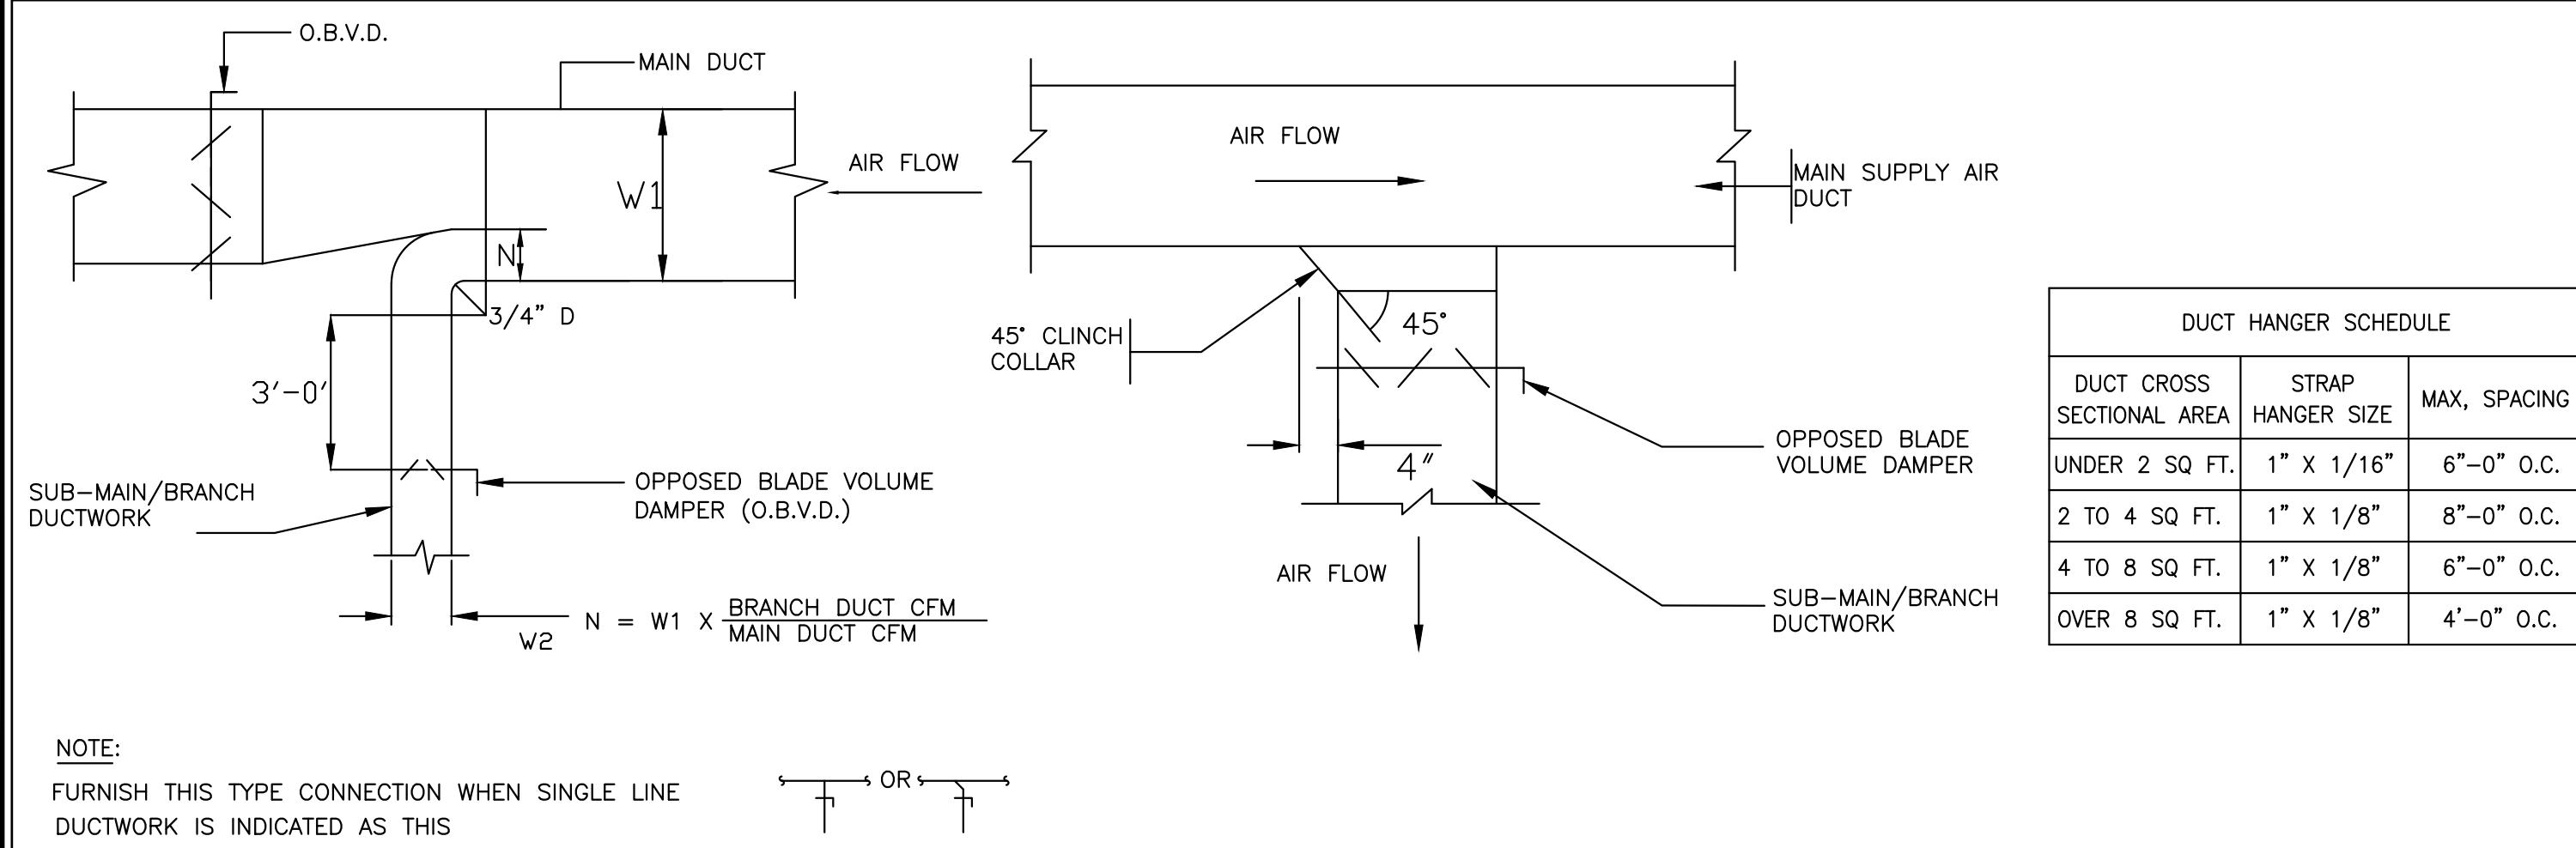 O.B.V.D.
MAIN DUCT
W1
AIR FLOW
N
3/4" D
3'-0'
SUB-MAIN/BRANCH
DUCTWORK
OPPOSED BLADE VOLUME
DAMPER (O.B.V.D.)
W2
N = W1 X BRANCH DUCT CFM
MAIN DUCT CFM
AIR FLOW
MAIN SUPPLY AIR
DUCT
45° CLINCH
COLLAR
45°
4"
OPPOSED BLADE
VOLUME DAMPER
AIR FLOW
SUB-MAIN/BRANCH
DUCTWORK
DUCT HANGER SCHEDULE
DUCT CROSS
SECTIONAL AREA
STRAP
HANGER SIZE
MAX, SPACING
UNDER 2 SQ FT. 1" X 1/16" 6"-0" O.C.
2 TO 4 SQ FT. 1" X 1/8" 8"-0" O.C.
4 TO 8 SQ FT. 1" X 1/8" 6"-0" O.C.
OVER 8 SQ FT. 1" X 1/8" 4'-0" O.C.
NOTE:
FURNISH THIS TYPE CONNECTION WHEN SINGLE LINE
DUCTWORK IS INDICATED AS THIS
OR